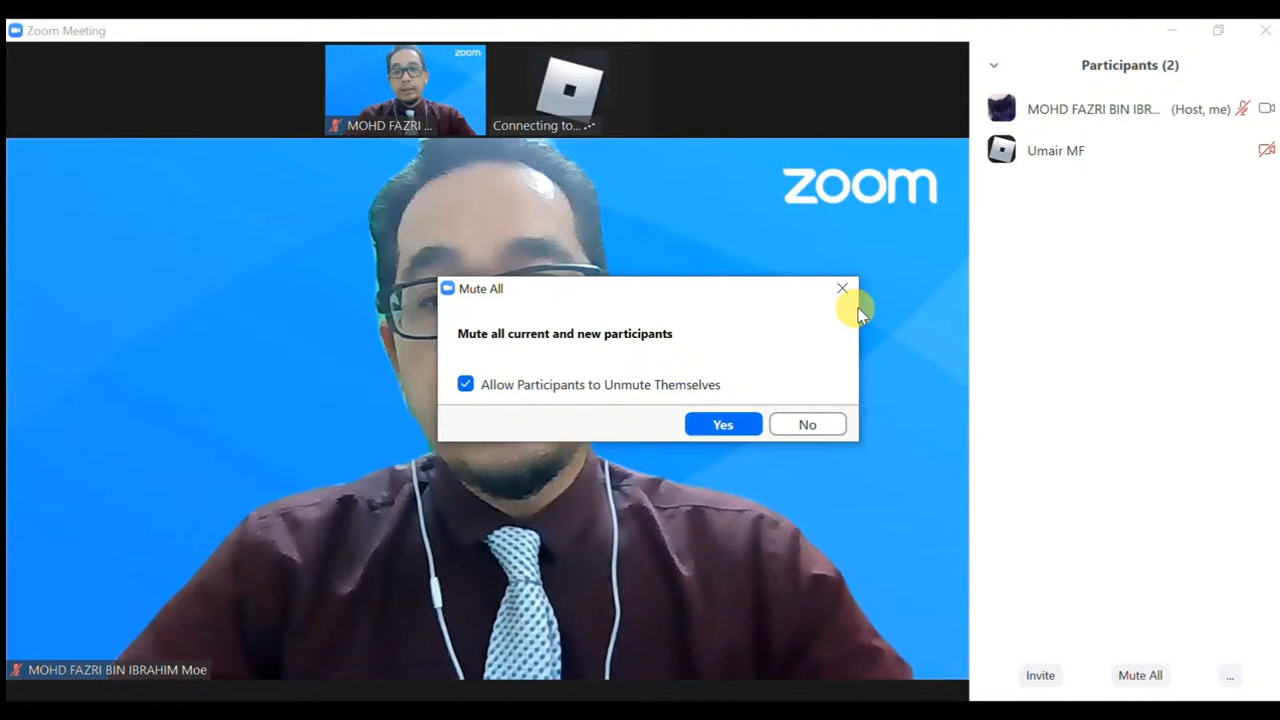 Zoom Meeting
zoom
MOHD FAZRI ...
Connecting to...
Participants (2)
MOHD FAZRI BIN IBR... (Host, me)
Umair MF
zoom
Mute All
Mute all current and new participants
Allow Participants to Unmute Themselves
Yes
No
MOHD FAZRI BIN IBRAHIM Moe
Invite
Mute All
...